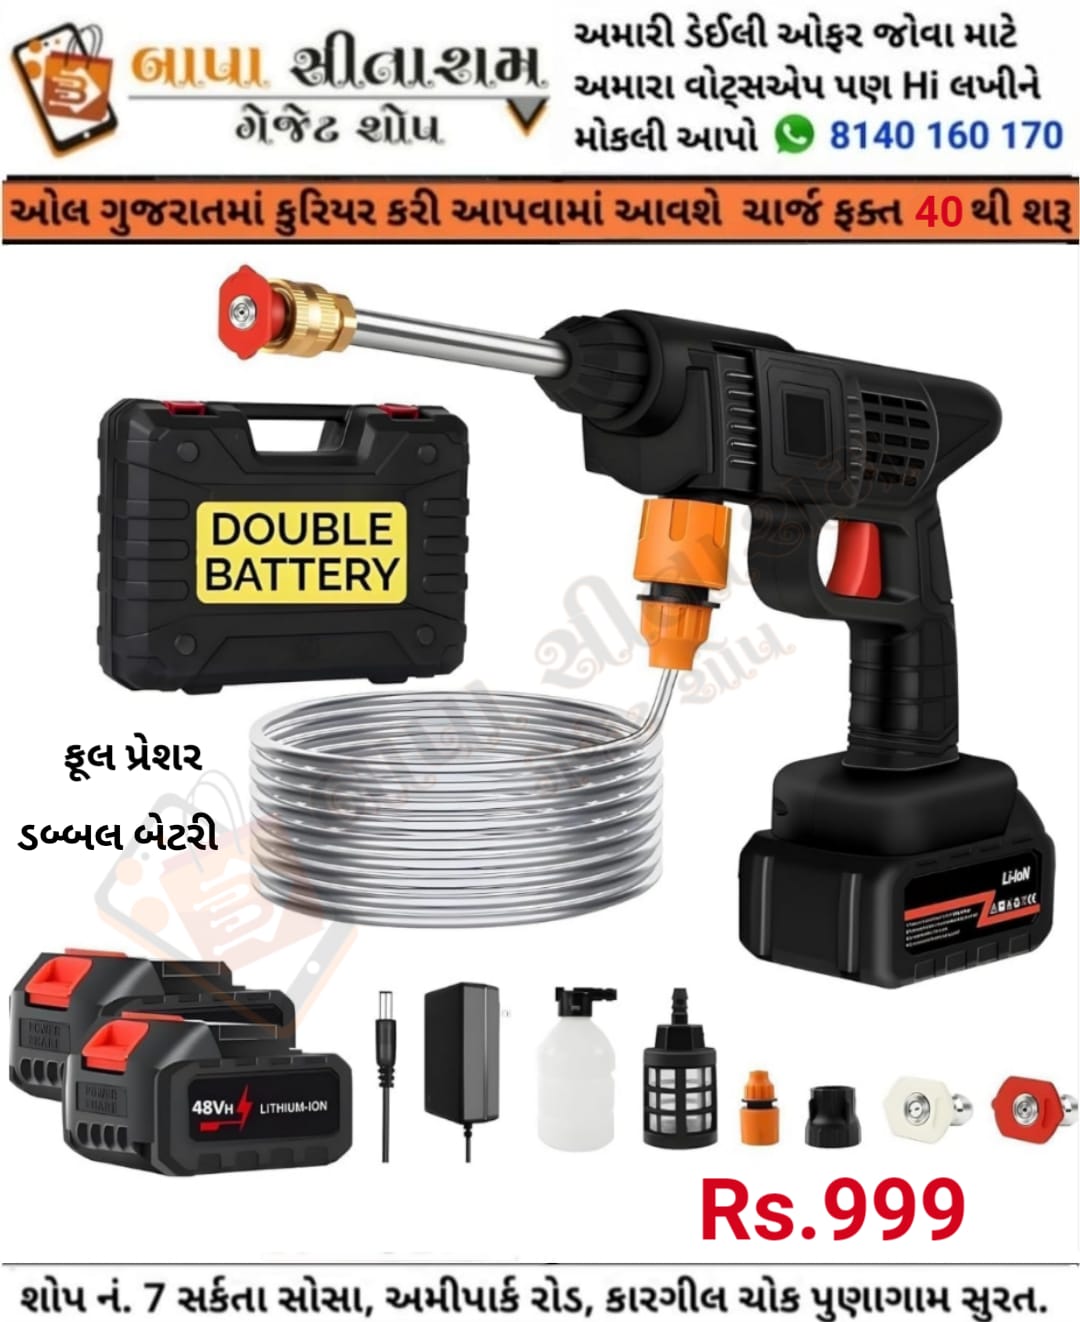 બાપા સીતારામ
ગેજેટ શોપ
અમારી ડેઈલી ઓફર જોવા માટે
અમારા વોટ્સએપ પણ Hi લખીને
મોકલી આપો 8140 160 170
ઓલ ગુજરાતમાં કુરિયર કરી આપવામાં આવશે ચાર્જ ફક્ત 40 થી શરૂ
DOUBLE
BATTERY
ફૂલ પ્રેશર
ડબ્બલ બેટરી
Li-IoN
POWER
SHARE
48VH LITHIUM-ION
Rs.999
શોપ નં. 7 સર્કતા સોસા, અમીપાર્ક રોડ, કારગીલ ચોક પુણાગામ સુરત.